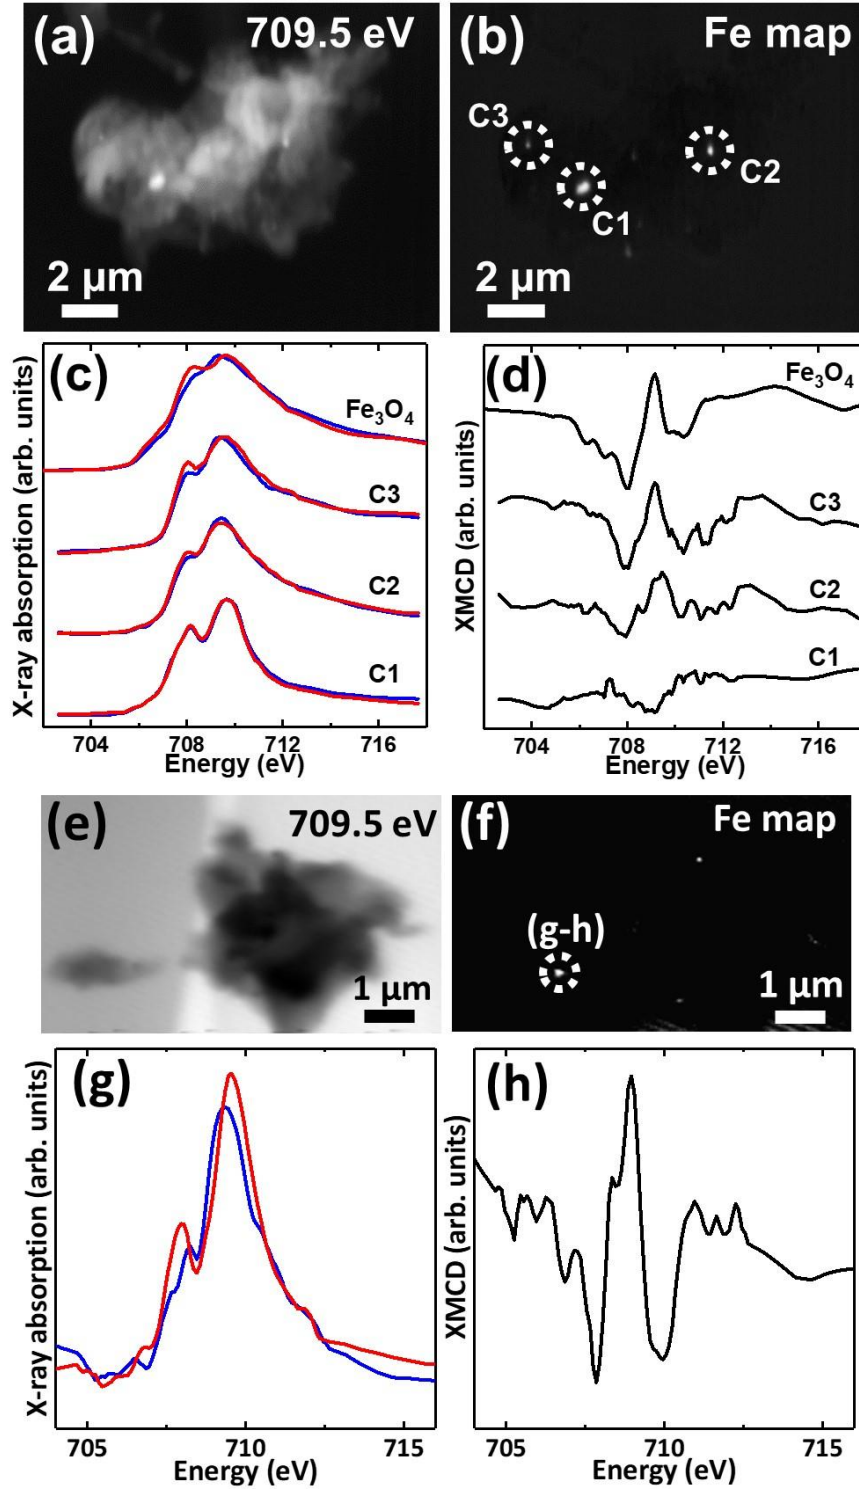 (a) 709.5 eV
2 µm
(b) Fe map
C3
C2
C1
2 µm
(c)
Fe3O4
C3
C2
C1
X-ray absorption (arb. units)
704 708 712 716
Energy (eV)
(d)
Fe3O4
C3
C2
C1
XMCD (arb. units)
704 708 712 716
Energy (eV)
(e) 709.5 eV
1 µm
(f) Fe map
(g-h)
1 µm
(g)
X-ray absorption (arb. units)
705 710 715
Energy (eV)
(h)
XMCD (arb. units)
705 710 715
Energy (eV)